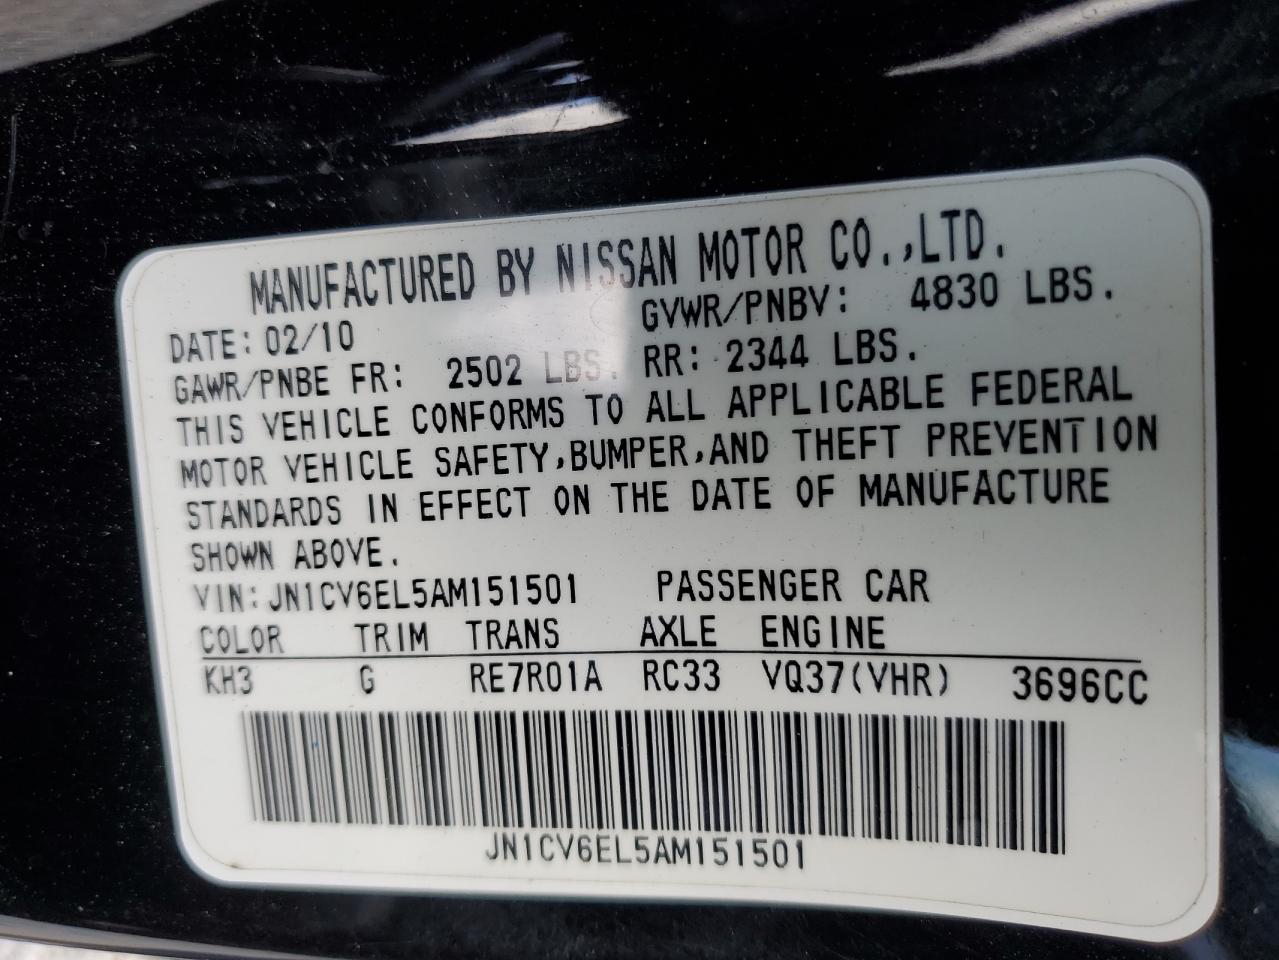 MANUFACTURED BY NISSAN MOTOR CO.,LTD.
DATE: 02/10 GVWR/PNBV: 4830 LBS.
GAWR/PNBE FR: 2502 LBS. RR: 2344 LBS.
THIS VEHICLE CONFORMS TO ALL APPLICABLE FEDERAL
MOTOR VEHICLE SAFETY,BUMPER,AND THEFT PREVENTION
STANDARDS IN EFFECT ON THE DATE OF MANUFACTURE
SHOWN ABOVE.
VIN:JN1CV6EL5AM151501 PASSENGER CAR
COLOR TRIM TRANS AXLE ENGINE
KH3 G RE7R01A RC33 VQ37(VHR) 3696CC
JN1CV6EL5AM151501